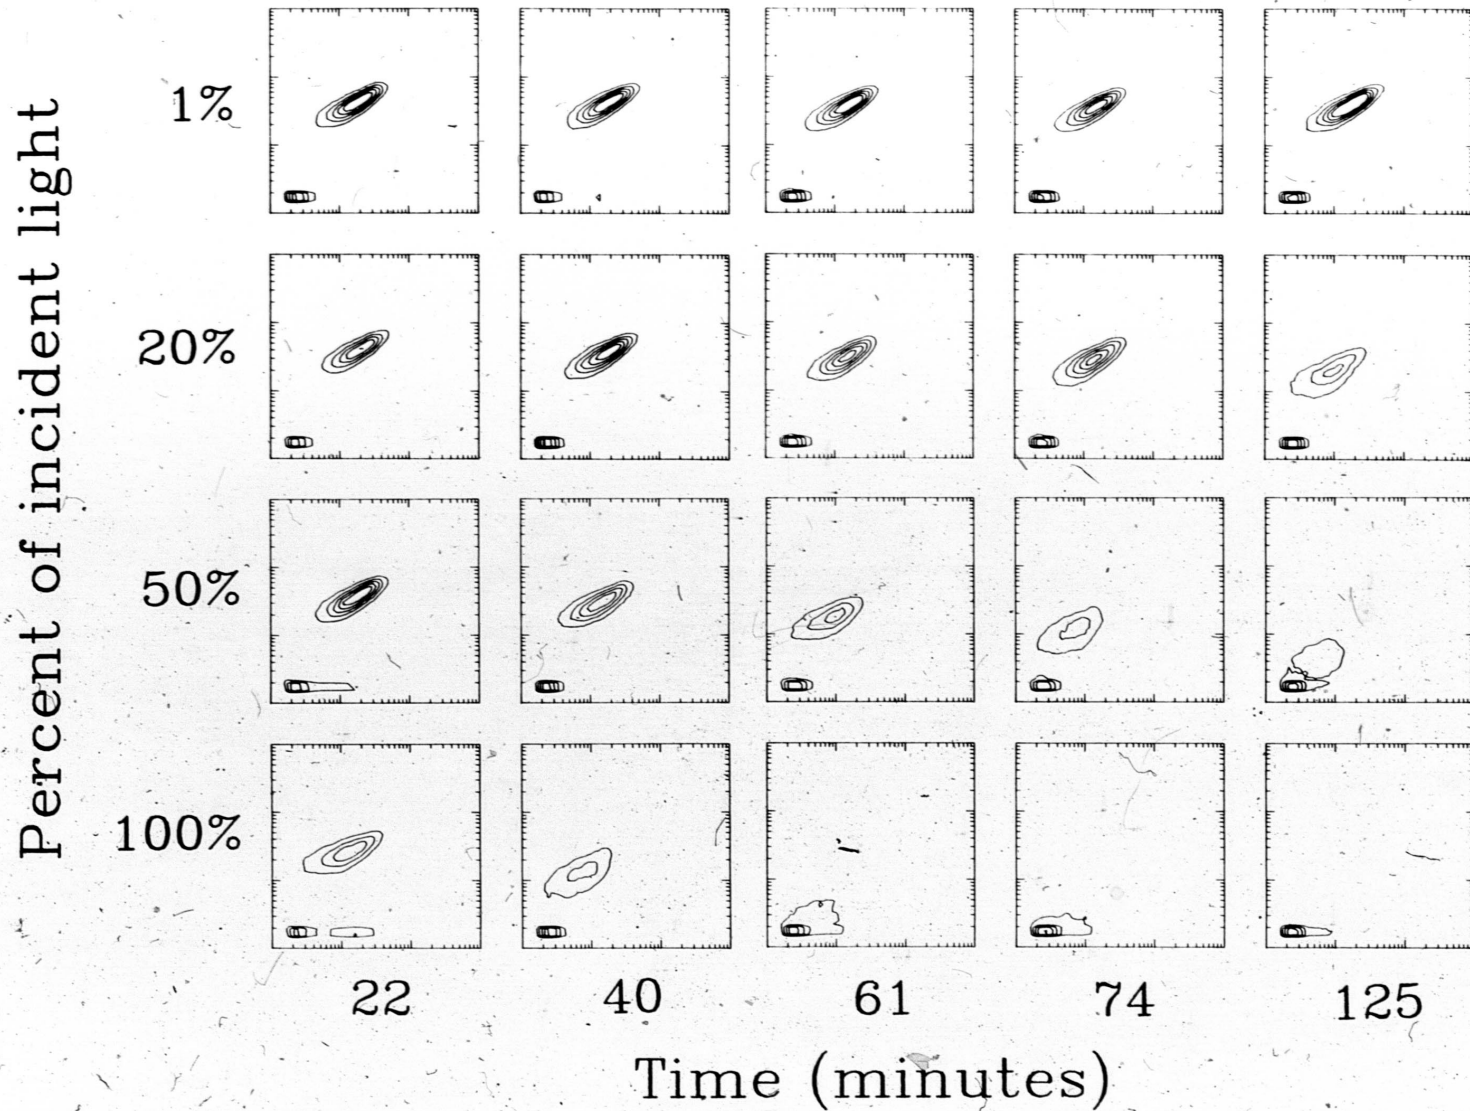 Percent of incident light
1%
20%
50%
100%
22 40 61 74 125
Time (minutes)